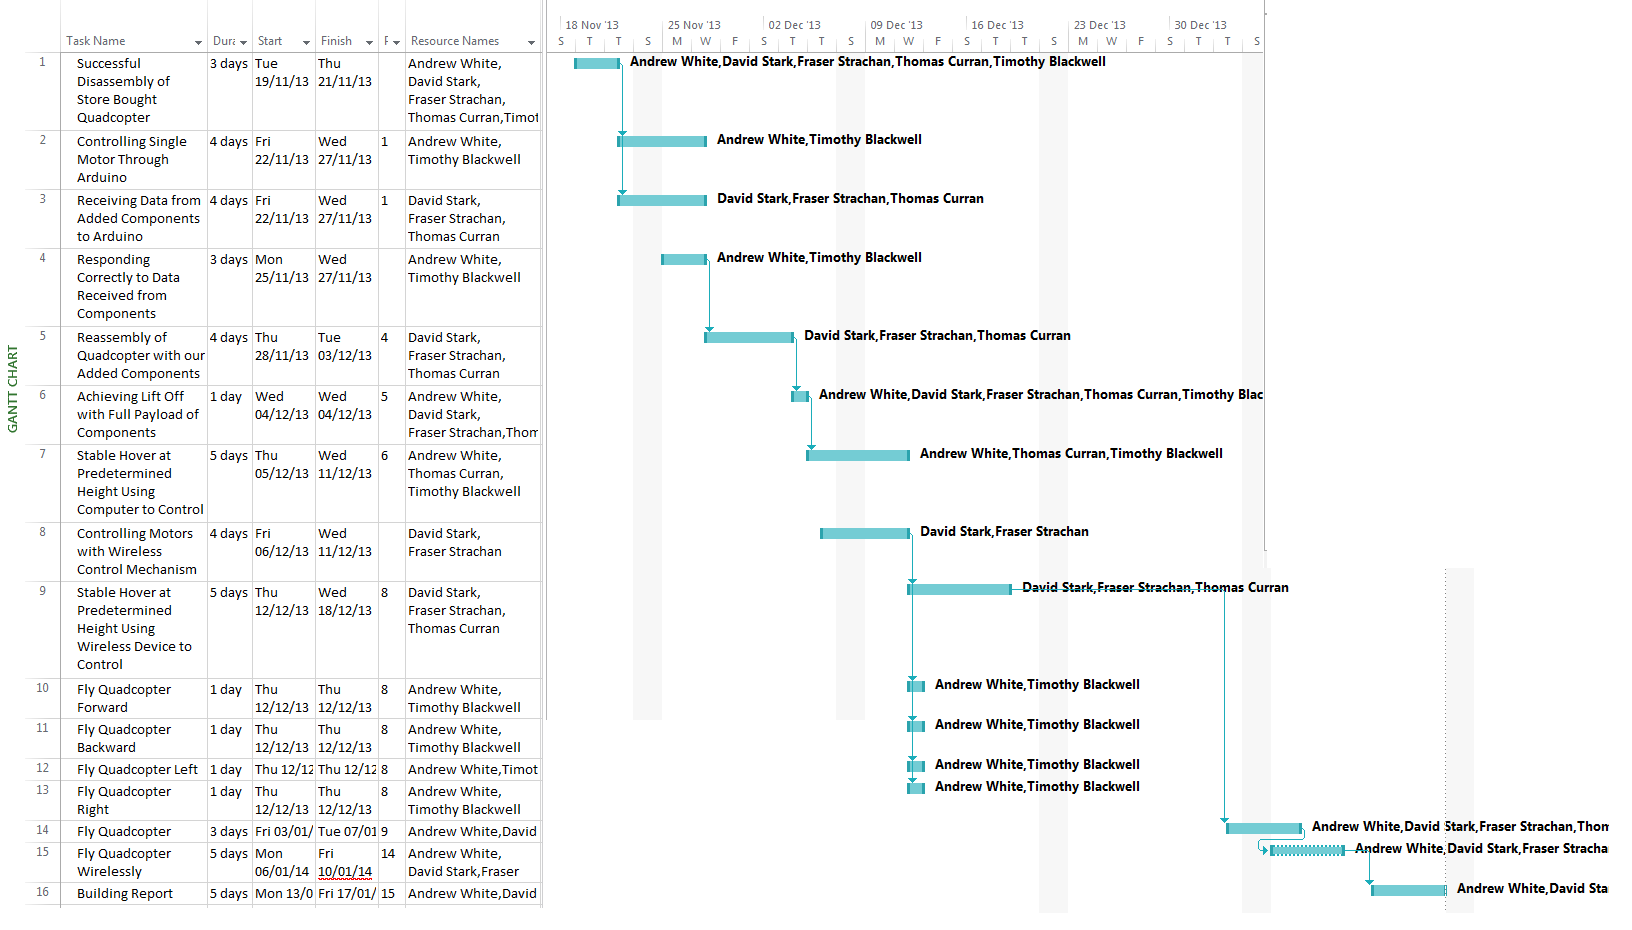 GANTT CHART
Task Name Dura Start Finish F Resource Names
18 Nov '13 25 Nov '13 02 Dec '13 09 Dec '13 16 Dec '13 23 Dec '13 30 Dec '13
S T T S M W F S T T S M W F S T T S M W F S T T S
1 Successful 3 days Tue Thu Andrew White,
Disassembly of 19/11/13 21/11/13 David Stark,
Store Bought Fraser Strachan,
Quadcopter Thomas Curran,Timot
Andrew White,David Stark,Fraser Strachan,Thomas Curran,Timothy Blackwell
2 Controlling Single 4 days Fri Wed 1 Andrew White,
Motor Through 22/11/13 27/11/13 Timothy Blackwell
Arduino
Andrew White,Timothy Blackwell
3 Receiving Data from 4 days Fri Wed 1 David Stark,
Added Components 22/11/13 27/11/13 Fraser Strachan,
to Arduino Thomas Curran
David Stark,Fraser Strachan,Thomas Curran
4 Responding 3 days Mon Wed Andrew White,
Correctly to Data 25/11/13 27/11/13 Timothy Blackwell
Received from
Components
Andrew White,Timothy Blackwell
5 Reassembly of 4 days Thu Tue 4 David Stark,
Quadcopter with our 28/11/13 03/12/13 Fraser Strachan,
Added Components Thomas Curran
David Stark,Fraser Strachan,Thomas Curran
6 Achieving Lift Off 1 day Wed Wed 5 Andrew White,
with Full Payload of 04/12/13 04/12/13 David Stark,
Components Fraser Strachan,Thom
Andrew White,David Stark,Fraser Strachan,Thomas Curran,Timothy Blac
7 Stable Hover at 5 days Thu Wed 6 Andrew White,
Predetermined 05/12/13 11/12/13 Thomas Curran,
Height Using Timothy Blackwell
Computer to Control
Andrew White,Thomas Curran,Timothy Blackwell
8 Controlling Motors 4 days Fri Wed David Stark,
with Wireless 06/12/13 11/12/13 Fraser Strachan
Control Mechanism
David Stark,Fraser Strachan
9 Stable Hover at 5 days Thu Wed 8 David Stark,
Predetermined 12/12/13 18/12/13 Fraser Strachan,
Height Using Thomas Curran
Wireless Device to
Control
David Stark,Fraser Strachan,Thomas Curran
10 Fly Quadcopter 1 day Thu Thu 8 Andrew White,
Forward 12/12/13 12/12/13 Timothy Blackwell
Andrew White,Timothy Blackwell
11 Fly Quadcopter 1 day Thu Thu 8 Andrew White,
Backward 12/12/13 12/12/13 Timothy Blackwell
Andrew White,Timothy Blackwell
12 Fly Quadcopter Left 1 day Thu 12/12 Thu 12/12 8 Andrew White,Timot
Andrew White,Timothy Blackwell
13 Fly Quadcopter 1 day Thu Thu 8 Andrew White,
Right 12/12/13 12/12/13 Timothy Blackwell
Andrew White,Timothy Blackwell
14 Fly Quadcopter 3 days Fri 03/01/ Tue 07/01 9 Andrew White,David
Andrew White,David Stark,Fraser Strachan,Thom
15 Fly Quadcopter 5 days Mon Fri 14 Andrew White,
Wirelessly 06/01/14 10/01/14 David Stark,Fraser
Andrew White,David Stark,Fraser Stracha
16 Building Report 5 days Mon 13/0 Fri 17/01/ 15 Andrew White,David
Andrew White,David Sta